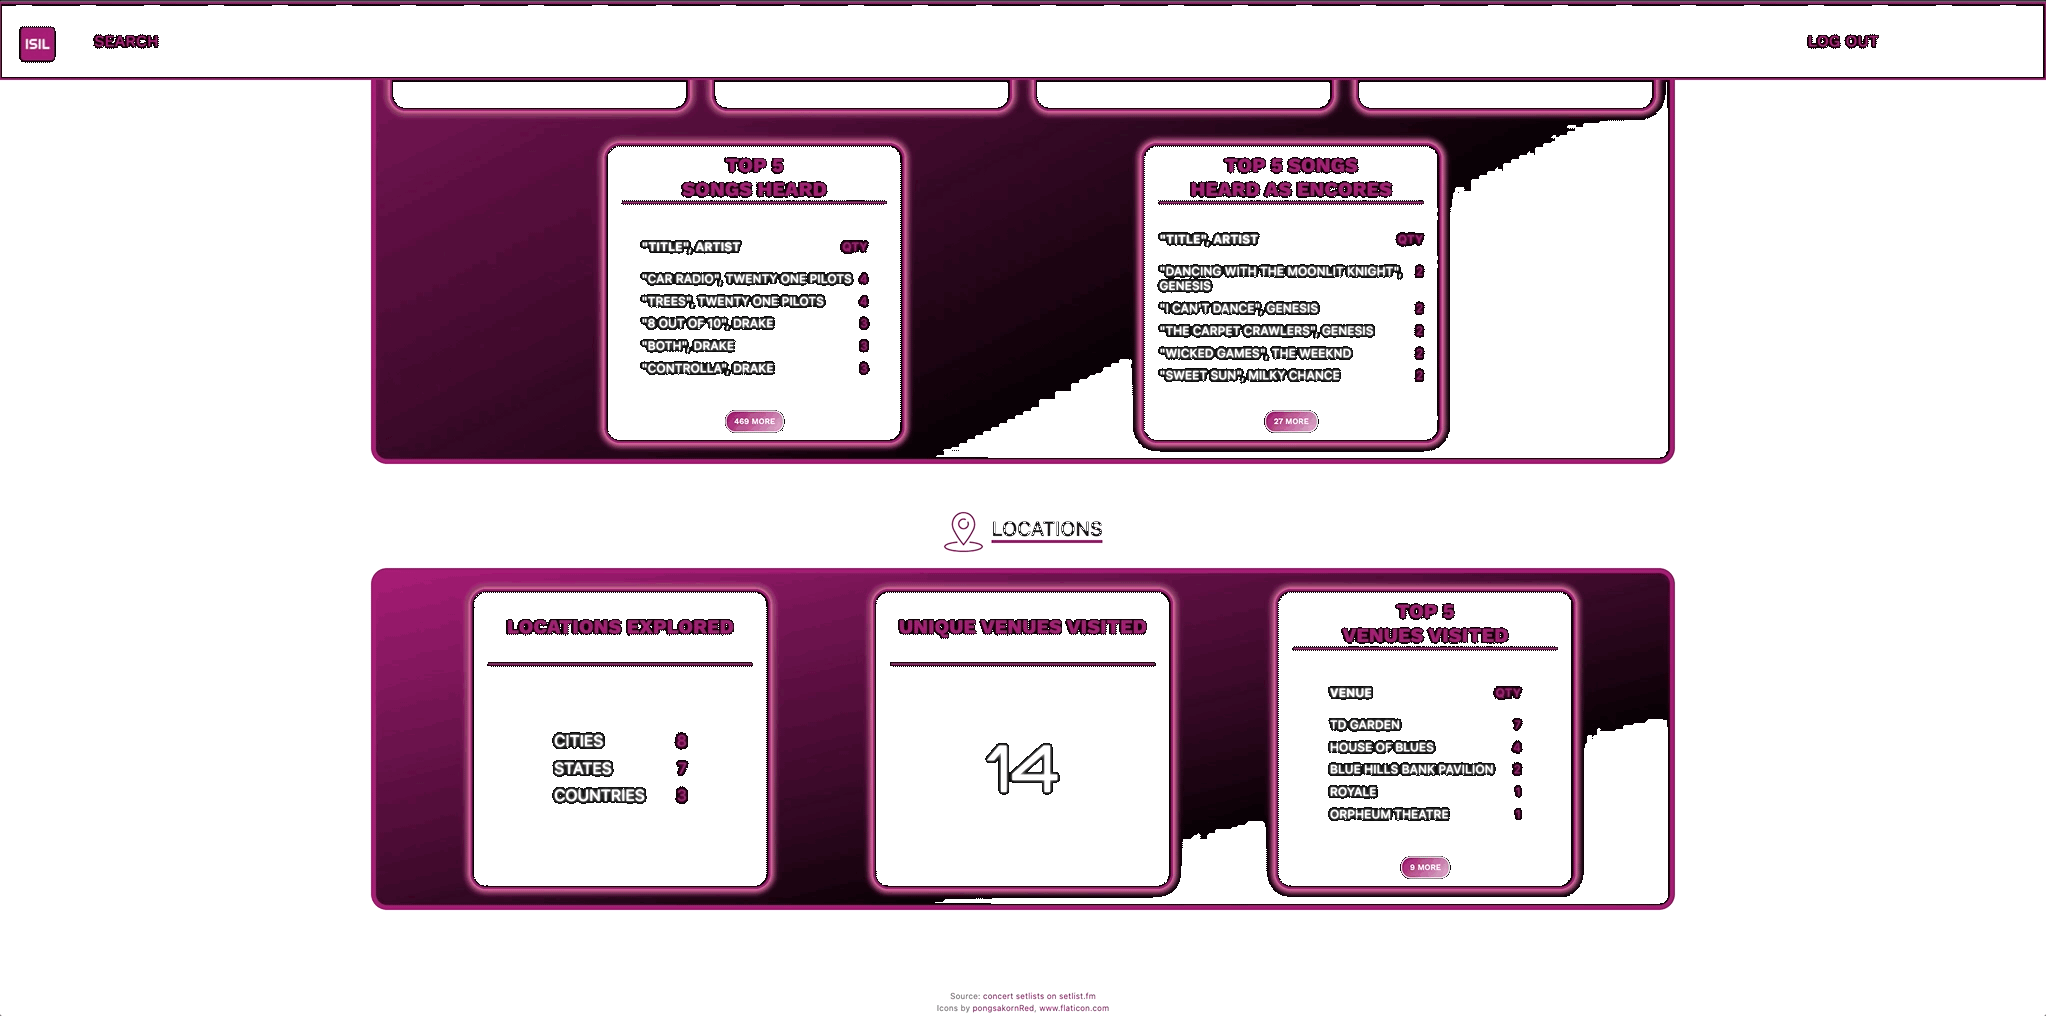 ISIL SEARCH LOG OUT
TOP 5
SONGS HEARD
"TITLE", ARTIST QTY
"CAR RADIO", TWENTY ONE PILOTS 4
"TREES", TWENTY ONE PILOTS 4
"8 OUT OF 10", DRAKE 3
"BOTH", DRAKE 3
"CONTROLLA", DRAKE 3
469 MORE
TOP 5 SONGS
HEARD AS ENCORES
"TITLE", ARTIST QTY
"DANCING WITH THE MOONLIT KNIGHT", 2
GENESIS
"I CAN'T DANCE", GENESIS 2
"THE CARPET CRAWLERS", GENESIS 2
"WICKED GAMES", THE WEEKND 2
"SWEET SUN", MILKY CHANCE 2
27 MORE
LOCATIONS
LOCATIONS EXPLORED
CITIES 8
STATES 7
COUNTRIES 3
UNIQUE VENUES VISITED
14
TOP 5
VENUES VISITED
VENUE QTY
TD GARDEN 7
HOUSE OF BLUES 4
BLUE HILLS BANK PAVILION 2
ROYALE 1
ORPHEUM THEATRE 1
9 MORE
Source: concert setlists on setlist.fm
Icons by pongsakornRed, www.flaticon.com